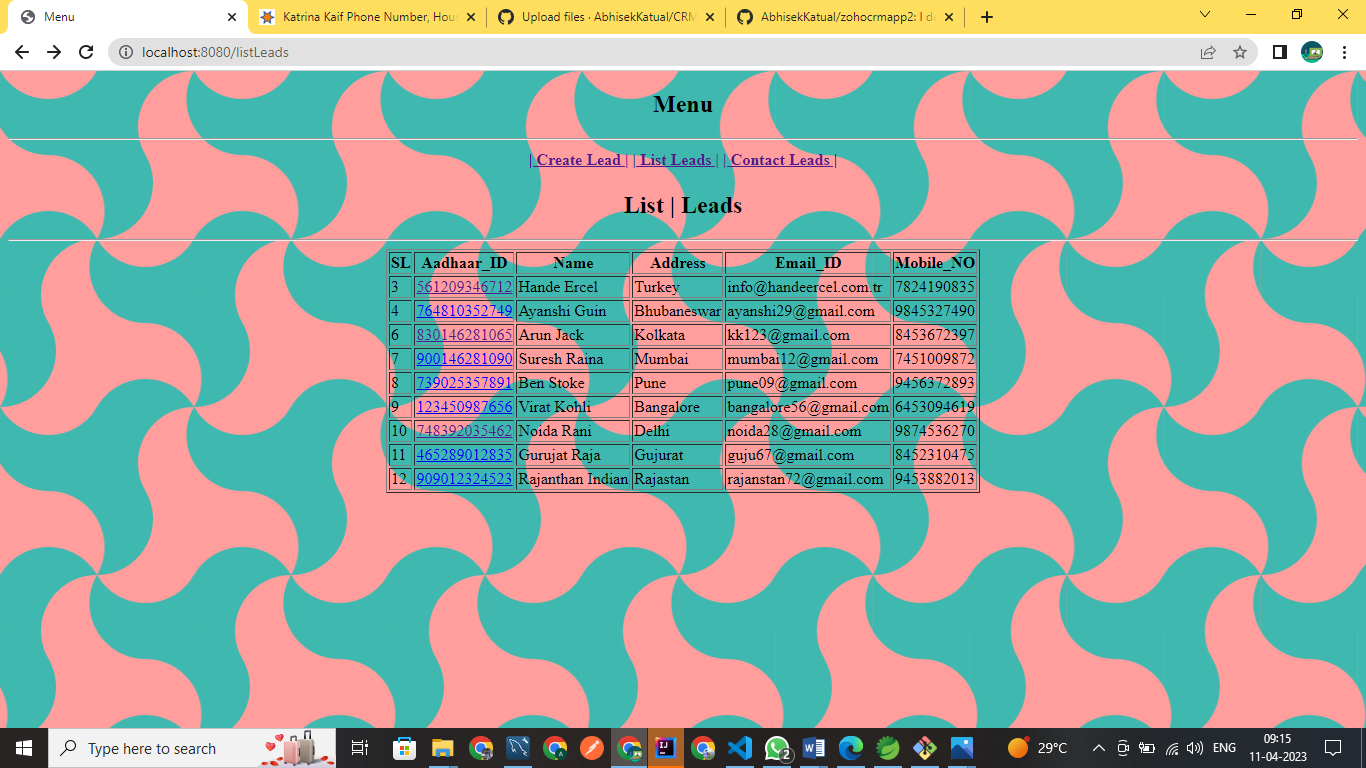 Menu
Katrina Kaif Phone Number, Hou
Upload files · AbhisekKatual/CRM
AbhisekKatual/zohocrmapp2: I de
localhost:8080/listLeads
Menu
| Create Lead | | List Leads | | Contact Leads |
List | Leads
SL Aadhaar_ID Name Address Email_ID Mobile_NO
3 561209346712 Hande Ercel Turkey info@handeercel.com.tr 7824190835
4 764810352749 Ayanshi Guin Bhubaneswar ayanshi29@gmail.com 9845327490
6 830146281065 Arun Jack Kolkata kk123@gmail.com 8453672397
7 900146281090 Suresh Raina Mumbai mumbai12@gmail.com 7451009872
8 739025357891 Ben Stoke Pune pune09@gmail.com 9456372893
9 123450987656 Virat Kohli Bangalore bangalore56@gmail.com 6453094619
10 748392035462 Noida Rani Delhi noida28@gmail.com 9874536270
11 465289012835 Gurujat Raja Gujurat guju67@gmail.com 8452310475
12 909012324523 Rajanthan Indian Rajastan rajanstan72@gmail.com 9453882013
Type here to search
2
29°C
ENG
09:15
11-04-2023